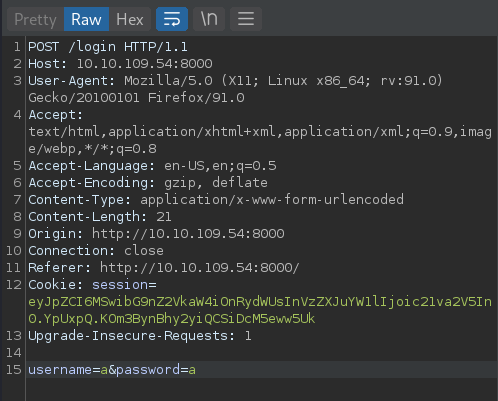 Pretty Raw Hex \n
1 POST /login HTTP/1.1
2 Host: 10.10.109.54:8000
3 User-Agent: Mozilla/5.0 (X11; Linux x86_64; rv:91.0)
Gecko/20100101 Firefox/91.0
4 Accept:
text/html,application/xhtml+xml,application/xml;q=0.9,imag
e/webp,*/*;q=0.8
5 Accept-Language: en-US,en;q=0.5
6 Accept-Encoding: gzip, deflate
7 Content-Type: application/x-www-form-urlencoded
8 Content-Length: 21
9 Origin: http://10.10.109.54:8000
10 Connection: close
11 Referer: http://10.10.109.54:8000/
12 Cookie: session=
eyJpZCI6MSwibG9nZ2VkaW4iOnRydWUsInVzZXJuYW1lIjoic21va2V5In
0.YpUxpQ.KOm3BynBhy2yiQCSiDcM5eww5Uk
13 Upgrade-Insecure-Requests: 1
14
15 username=a&password=a